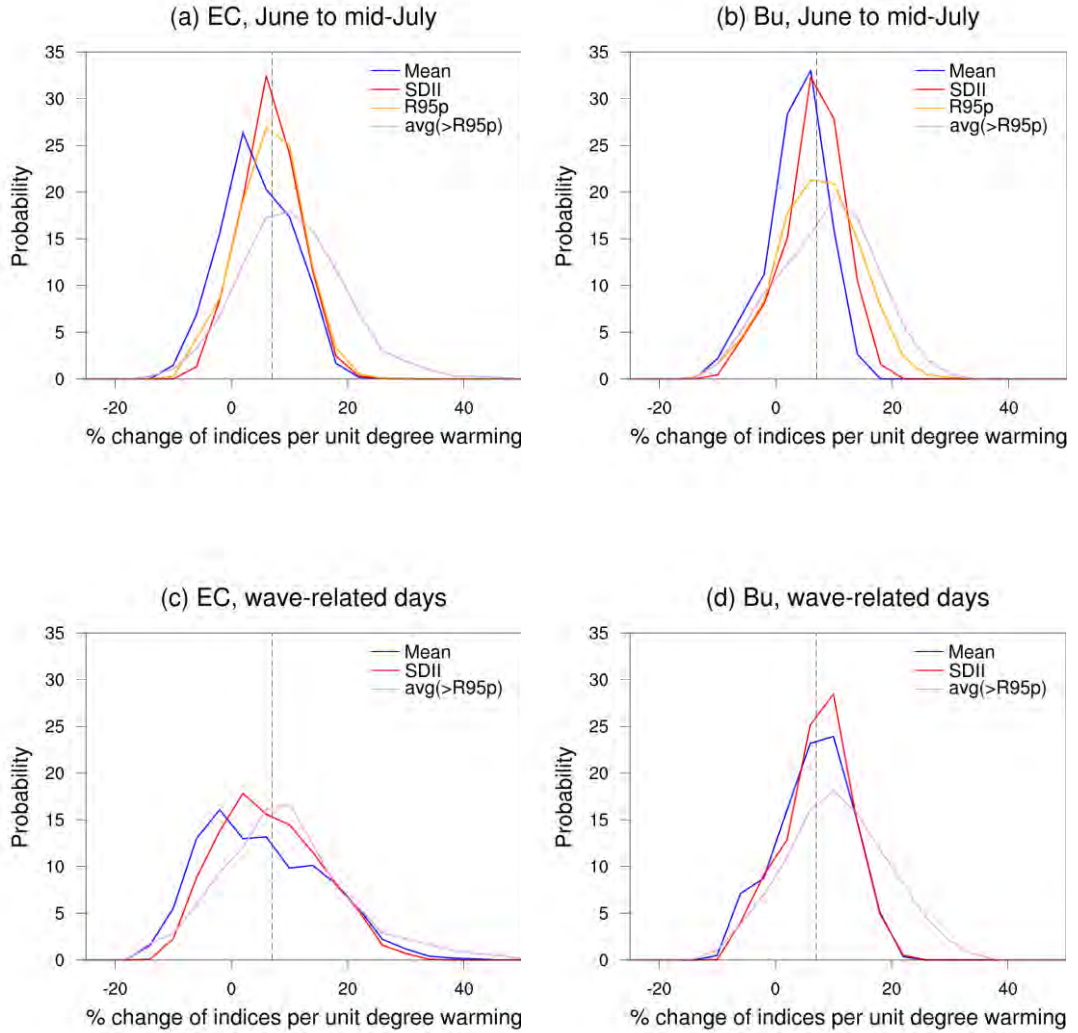 (a) EC, June to mid-July
35
30
25
20
15
10
5
0
Probability
Mean
SDII
R95p
avg(>R95p)
-20 0 20 40
% change of indices per unit degree warming
(b) Bu, June to mid-July
35
30
25
20
15
10
5
0
Probability
Mean
SDII
R95p
avg(>R95p)
-20 0 20 40
% change of indices per unit degree warming
(c) EC, wave-related days
35
30
25
20
15
10
5
0
Probability
Mean
SDII
avg(>R95p)
-20 0 20 40
% change of indices per unit degree warming
(d) Bu, wave-related days
35
30
25
20
15
10
5
0
Probability
Mean
SDII
avg(>R95p)
-20 0 20 40
% change of indices per unit degree warming